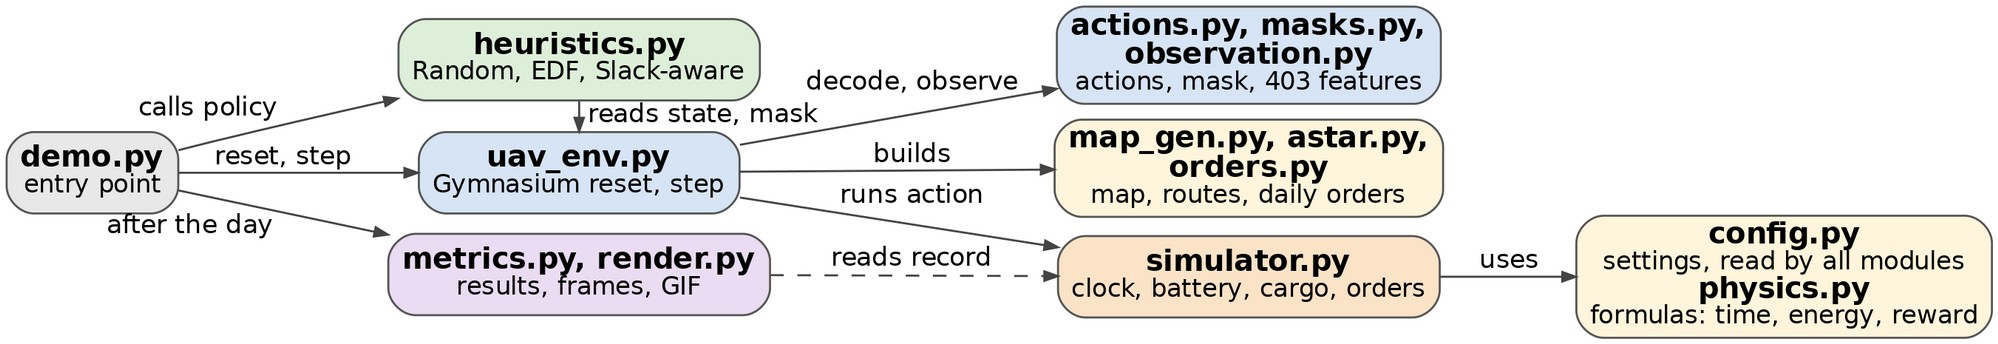 demo.py
entry point
calls policy
reset, step
after the day
heuristics.py
Random, EDF, Slack-aware
reads state, mask
uav_env.py
Gymnasium reset, step
metrics.py, render.py
results, frames, GIF
decode, observe
builds
runs action
reads record
actions.py, masks.py,
observation.py
actions, mask, 403 features
map_gen.py, astar.py,
orders.py
map, routes, daily orders
simulator.py
clock, battery, cargo, orders
uses
config.py
settings, read by all modules
physics.py
formulas: time, energy, reward